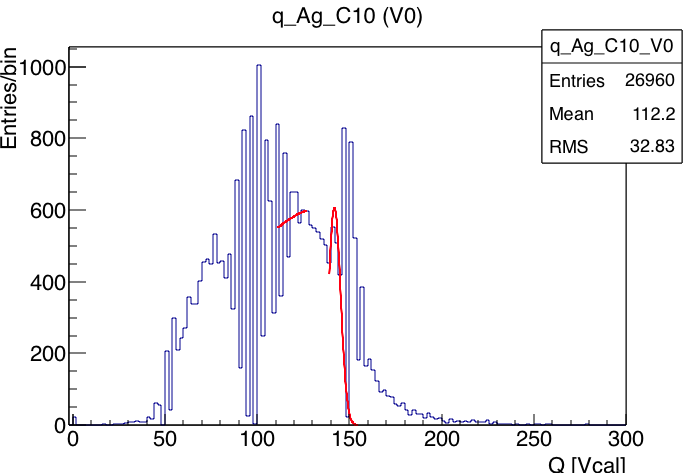 q_Ag_C10 (V0)
q_Ag_C10_V0
Entries 26960
Mean 112.2
RMS 32.83
Entries/bin
1000
800
600
400
200
0
0 50 100 150 200 250 300
Q [Vcal]